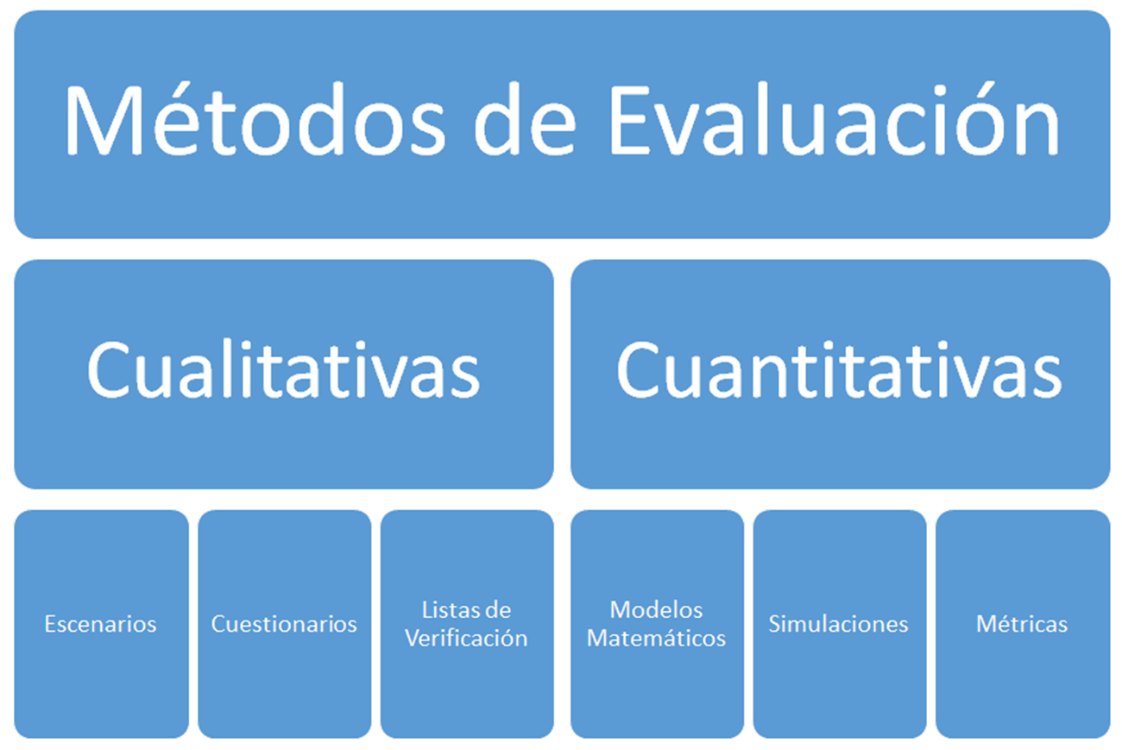 Métodos de Evaluación
Cualitativas
Cuantitativas
Escenarios
Cuestionarios
Listas de
Verificación
Modelos
Matemáticos
Simulaciones
Métricas